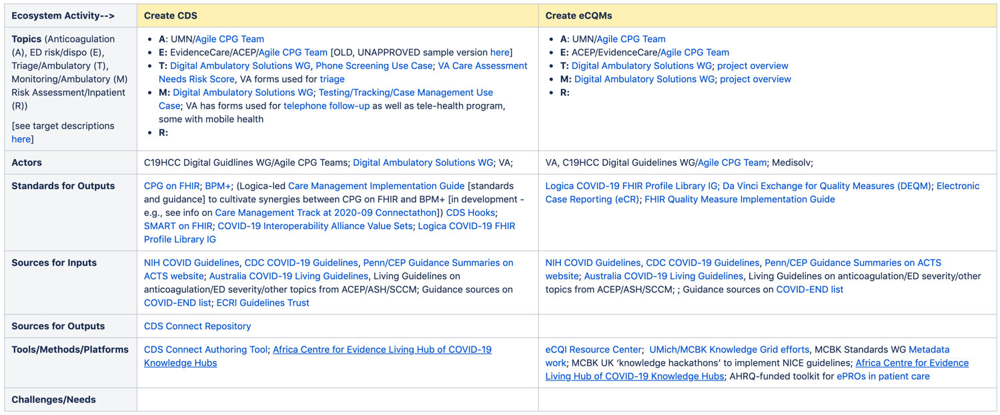 Ecosystem Activity-->
Create CDS
Create eCQMs
Topics (Anticoagulation
(A), ED risk/dispo (E),
Triage/Ambulatory (T),
Monitoring/Ambulatory (M)
Risk Assessment/Inpatient
(R))
[see target descriptions
here]
• A: UMN/Agile CPG Team
• E: EvidenceCare/ACEP/Agile CPG Team [OLD, UNAPPROVED sample version here]
• T: Digital Ambulatory Solutions WG, Phone Screening Use Case; VA Care Assessment
Needs Risk Score, VA forms used for triage
• M: Digital Ambulatory Solutions WG; Testing/Tracking/Case Management Use
Case; VA has forms used for telephone follow-up as well as tele-health program,
some with mobile health
• R:
• A: UMN/Agile CPG Team
• E: ACEP/EvidenceCare/Agile CPG Team
• T: Digital Ambulatory Solutions WG; project overview
• M: Digital Ambulatory Solutions WG; project overview
• R:
Actors
C19HCC Digital Guidlines WG/Agile CPG Teams; Digital Ambulatory Solutions WG; VA;
VA, C19HCC Digital Guidelines WG/Agile CPG Team; Medisolv;
Standards for Outputs
CPG on FHIR; BPM+; (Logica-led Care Management Implementation Guide [standards
and guidance] to cultivate synergies between CPG on FHIR and BPM+ [in development -
e.g., see info on Care Management Track at 2020-09 Connectathon]) CDS Hooks;
SMART on FHIR; COVID-19 Interoperability Alliance Value Sets; Logica COVID-19 FHIR
Profile Library IG
Logica COVID-19 FHIR Profile Library IG; Da Vinci Exchange for Quality Measures (DEQM); Electronic
Case Reporting (eCR); FHIR Quality Measure Implementation Guide
Sources for Inputs
NIH COVID Guidelines, CDC COVID-19 Guidelines, Penn/CEP Guidance Summaries on
ACTS website; Australia COVID-19 Living Guidelines, Living Guidelines on
anticoagulation/ED severity/other topics from ACEP/ASH/SCCM; Guidance sources on
COVID-END list; ECRI Guidelines Trust
NIH COVID Guidelines, CDC COVID-19 Guidelines, Penn/CEP Guidance Summaries on ACTS
website; Australia COVID-19 Living Guidelines, Living Guidelines on anticoagulation/ED severity/other
topics from ACEP/ASH/SCCM; ; Guidance sources on COVID-END list
Sources for Outputs
CDS Connect Repository
Tools/Methods/Platforms
CDS Connect Authoring Tool; Africa Centre for Evidence Living Hub of COVID-19
Knowledge Hubs
eCQI Resource Center;  UMich/MCBK Knowledge Grid efforts, MCBK Standards WG Metadata
work; MCBK UK ‘knowledge hackathons’ to implement NICE guidelines; Africa Centre for Evidence
Living Hub of COVID-19 Knowledge Hubs; AHRQ-funded toolkit for ePROs in patient care
Challenges/Needs